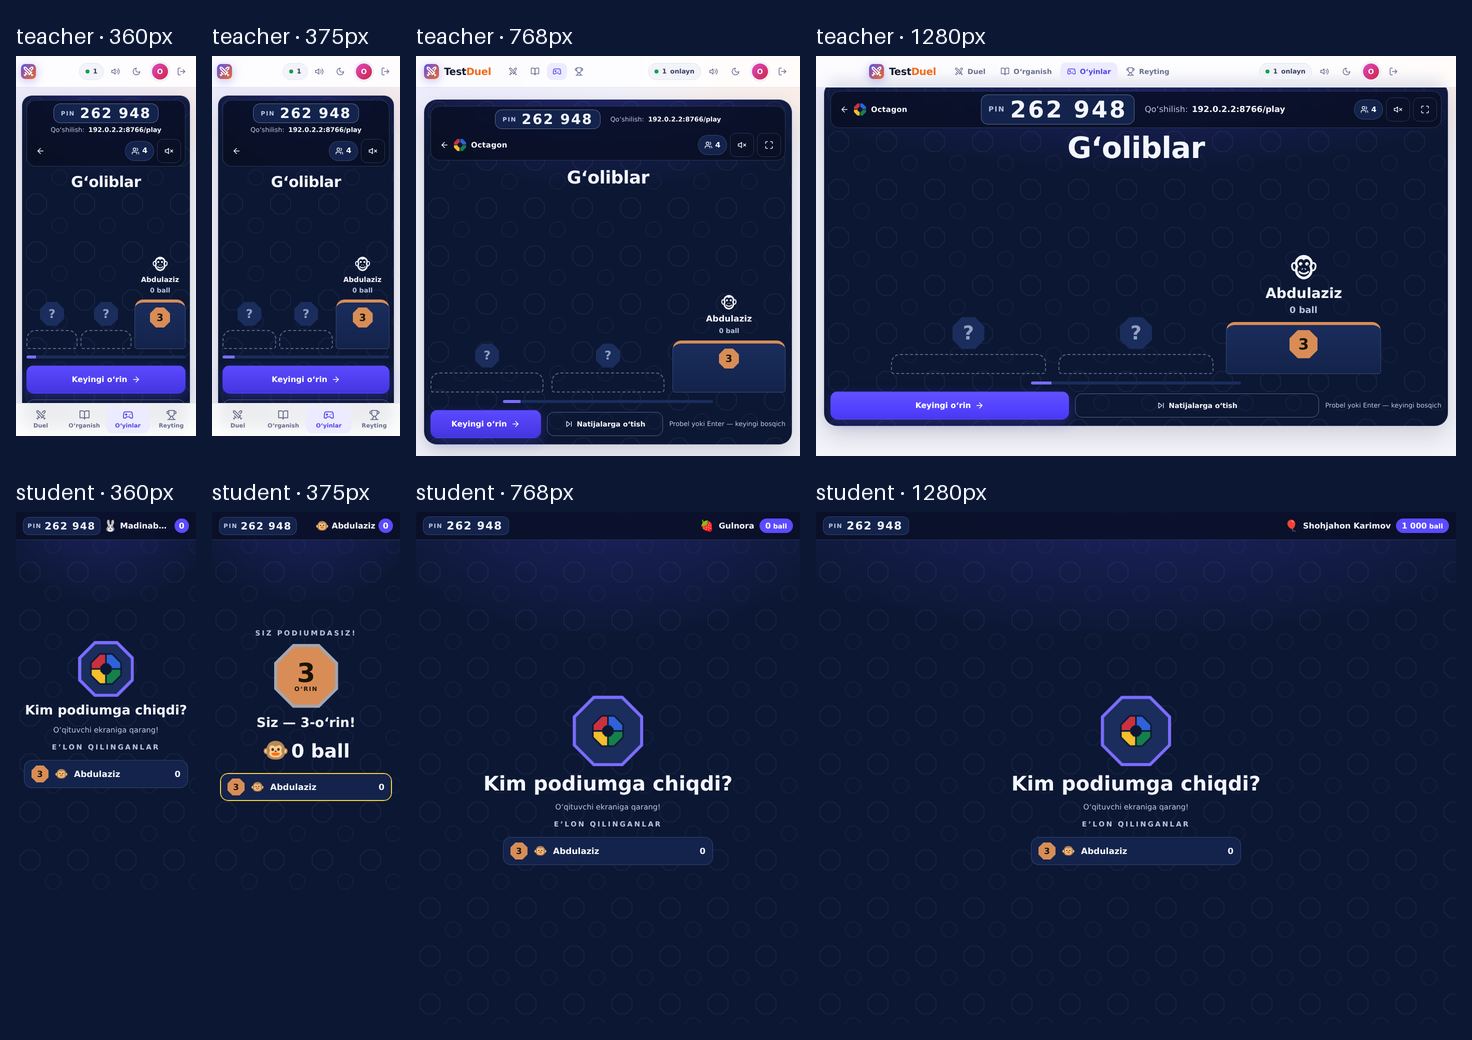 teacher · 360px
1
O
PIN 262 948
Qo‘shilish: 192.0.2.2:8766/play
4
G‘oliblar
Abdulaziz
0 ball
? ? 3
Keyingi o‘rin →
Duel O‘rganish O‘yinlar Reyting
teacher · 375px
1
O
PIN 262 948
Qo‘shilish: 192.0.2.2:8766/play
4
G‘oliblar
Abdulaziz
0 ball
? ? 3
Keyingi o‘rin →
Duel O‘rganish O‘yinlar Reyting
teacher · 768px
TestDuel 1 onlayn O
PIN 262 948 Qo‘shilish: 192.0.2.2:8766/play
← Octagon 4
G‘oliblar
Abdulaziz
0 ball
? ? 3
Keyingi o‘rin → Natijalarga o‘tish Probel yoki Enter — keyingi bosqich
teacher · 1280px
TestDuel Duel O‘rganish O‘yinlar Reyting 1 onlayn O
← Octagon PIN 262 948 Qo‘shilish: 192.0.2.2:8766/play 4
G‘oliblar
Abdulaziz
0 ball
? ? 3
Keyingi o‘rin → Natijalarga o‘tish Probel yoki Enter — keyingi bosqich
student · 360px
PIN 262 948 Madinab... 0
Kim podiumga chiqdi?
O‘qituvchi ekraniga qarang!
E’LON QILINGANLAR
3 Abdulaziz 0
student · 375px
PIN 262 948 Abdulaziz 0
SIZ PODIUMDASIZ!
3
O‘RIN
Siz — 3-o‘rin!
0 ball
3 Abdulaziz 0
student · 768px
PIN 262 948 Gulnora 0 ball
Kim podiumga chiqdi?
O‘qituvchi ekraniga qarang!
E’LON QILINGANLAR
3 Abdulaziz 0
student · 1280px
PIN 262 948 Shohjahon Karimov 1 000 ball
Kim podiumga chiqdi?
O‘qituvchi ekraniga qarang!
E’LON QILINGANLAR
3 Abdulaziz 0